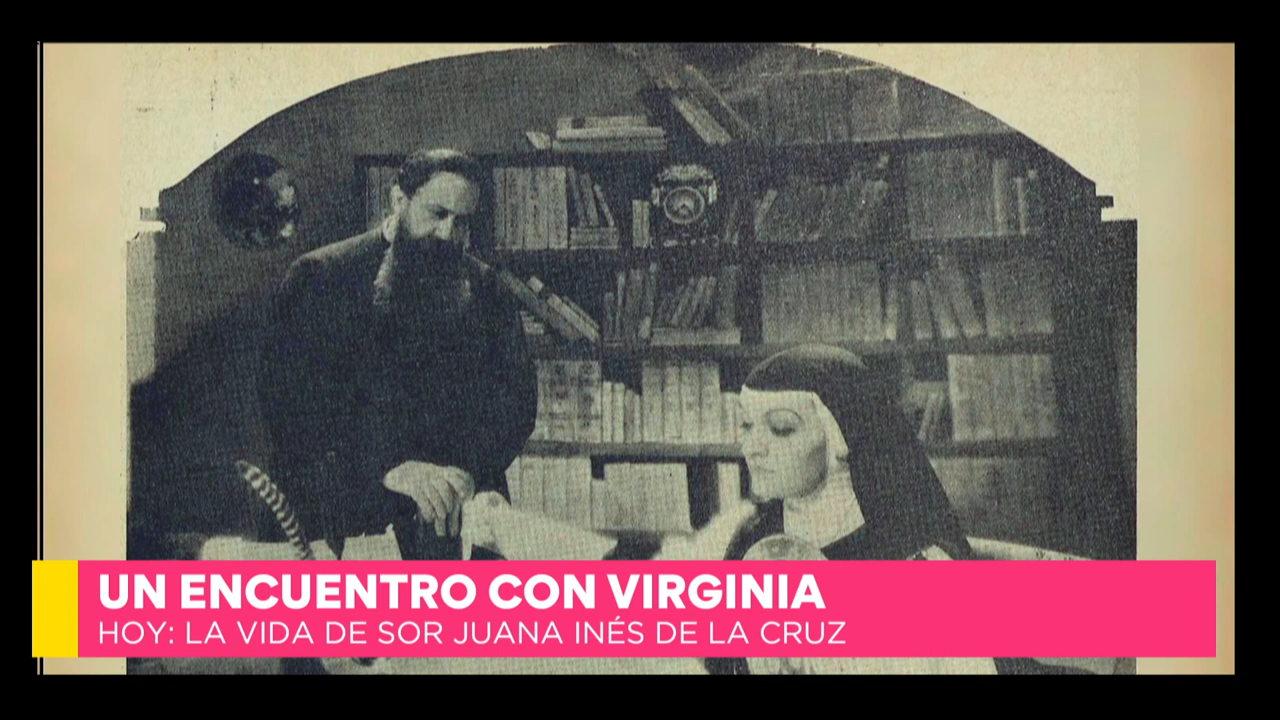 UN ENCUENTRO CON VIRGINIA
HOY: LA VIDA DE SOR JUANA INÉS DE LA CRUZ